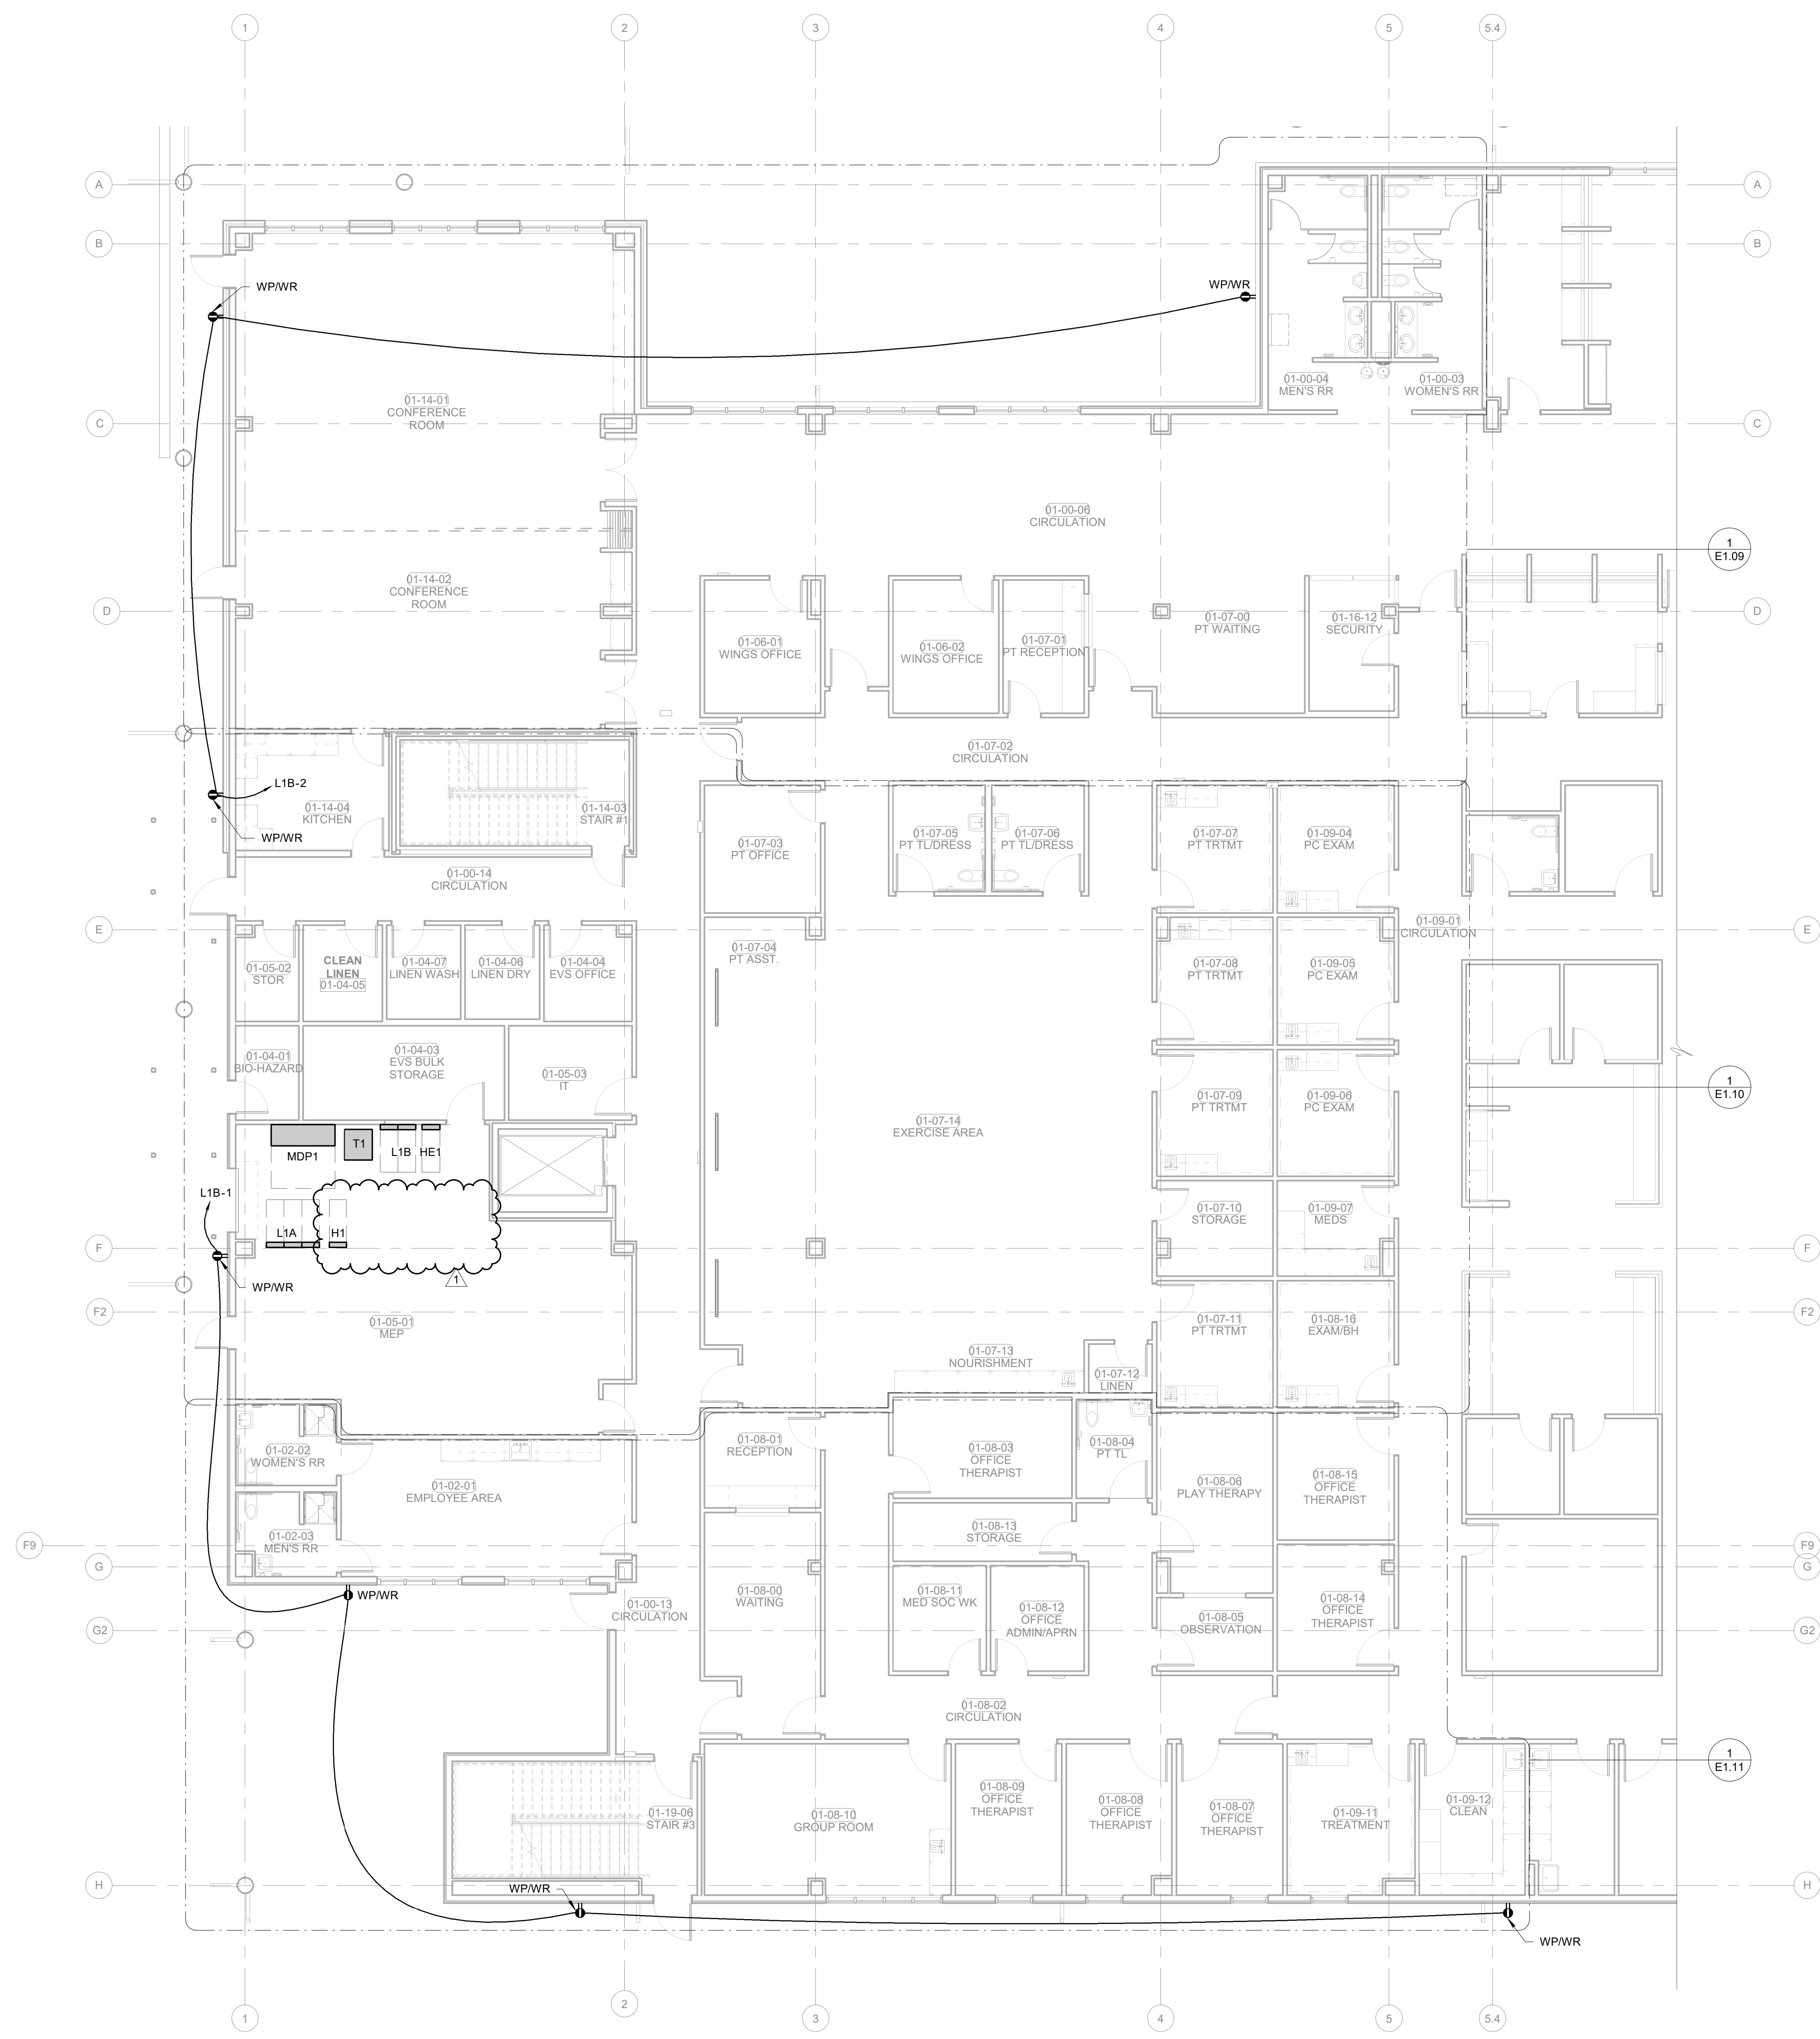 1
2
3
4
5
5.4
A
A
B
B
WP/WR
WP/WR
01-00-04
MEN'S RR
01-00-03
WOMEN'S RR
01-14-01
CONFERENCE
ROOM
C
C
01-00-06
CIRCULATION
1
E1.09
01-14-02
CONFERENCE
ROOM
D
D
01-06-01
WINGS OFFICE
01-06-02
WINGS OFFICE
01-07-01
PT RECEPTION
01-07-00
PT WAITING
01-16-12
SECURITY
01-07-02
CIRCULATION
L1B-2
WP/WR
01-14-04
KITCHEN
01-14-03
STAIR #1
01-07-03
PT OFFICE
01-07-05
PT TL/DRESS
01-07-06
PT TL/DRESS
01-07-07
PT TRTMT
01-09-04
PC EXAM
01-00-14
CIRCULATION
E
E
01-09-01
CIRCULATION
01-05-02
STOR
CLEAN
LINEN
01-04-05
01-04-07
LINEN WASH
01-04-06
LINEN DRY
01-04-04
EVS OFFICE
01-07-04
PT ASST.
01-07-08
PT TRTMT
01-09-05
PC EXAM
01-04-01
BIO-HAZARD
01-04-03
EVS BULK
STORAGE
01-05-03
IT
01-07-09
PT TRTMT
01-09-06
PC EXAM
1
E1.10
01-07-14
EXERCISE AREA
MDP1
T1
L1B
HE1
L1B-1
L1A
H1
1
WP/WR
01-07-10
STORAGE
01-09-07
MEDS
F
F
F2
F2
01-05-01
MEP
01-07-11
PT TRTMT
01-08-16
EXAM/BH
01-07-13
NOURISHMENT
01-07-12
LINEN
01-02-02
WOMEN'S RR
01-08-01
RECEPTION
01-08-03
OFFICE
THERAPIST
01-08-04
PT TL
01-02-01
EMPLOYEE AREA
01-08-06
PLAY THERAPY
01-08-15
OFFICE
THERAPIST
01-02-03
MEN'S RR
01-08-13
STORAGE
F9
F9
G
G
WP/WR
01-00-13
CIRCULATION
01-08-00
WAITING
01-08-11
MED SOC WK
01-08-12
OFFICE
ADMIN/APRN
01-08-05
OBSERVATION
01-08-14
OFFICE
THERAPIST
G2
G2
01-08-02
CIRCULATION
1
E1.11
01-19-06
STAIR #3
01-08-10
GROUP ROOM
01-08-09
OFFICE
THERAPIST
01-08-08
OFFICE
THERAPIST
01-08-07
OFFICE
THERAPIST
01-09-11
TREATMENT
01-09-12
CLEAN
H
H
WP/WR
WP/WR
1
2
3
4
5
5.4